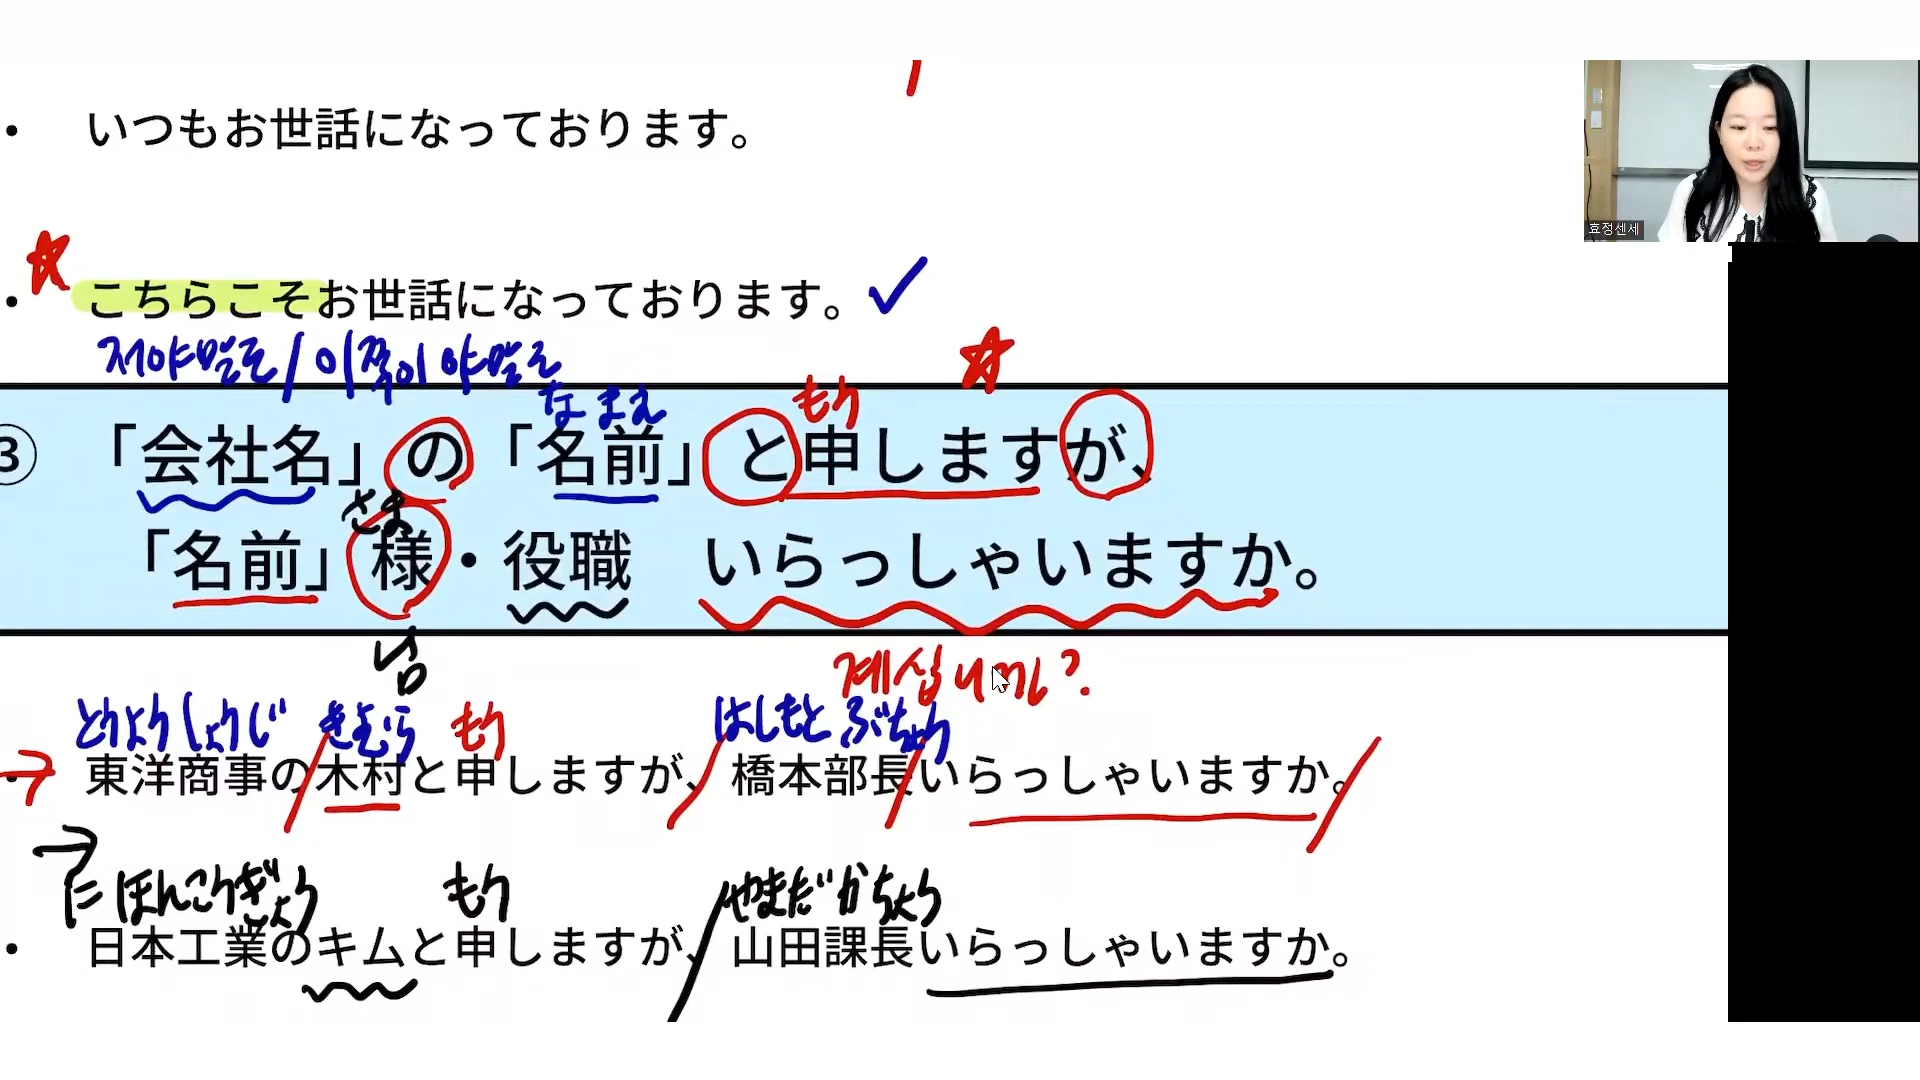 • いつもお世話になっております。
효정센세
• こちらこそお世話になっております。
저야말로 / 이쪽이야말로
なまえ もう
③ 「会社名」の「名前」と申しますが、
さま
「名前」様・役職 いらっしゃいますか。
님
계십니까?
とうようしょうじ きむら もう はしもと ぶちょう
• 東洋商事の木村と申しますが、橋本部長いらっしゃいますか。
にほんこうぎょう もう やまだ かちょう
• 日本工業のキムと申しますが、山田課長いらっしゃいますか。